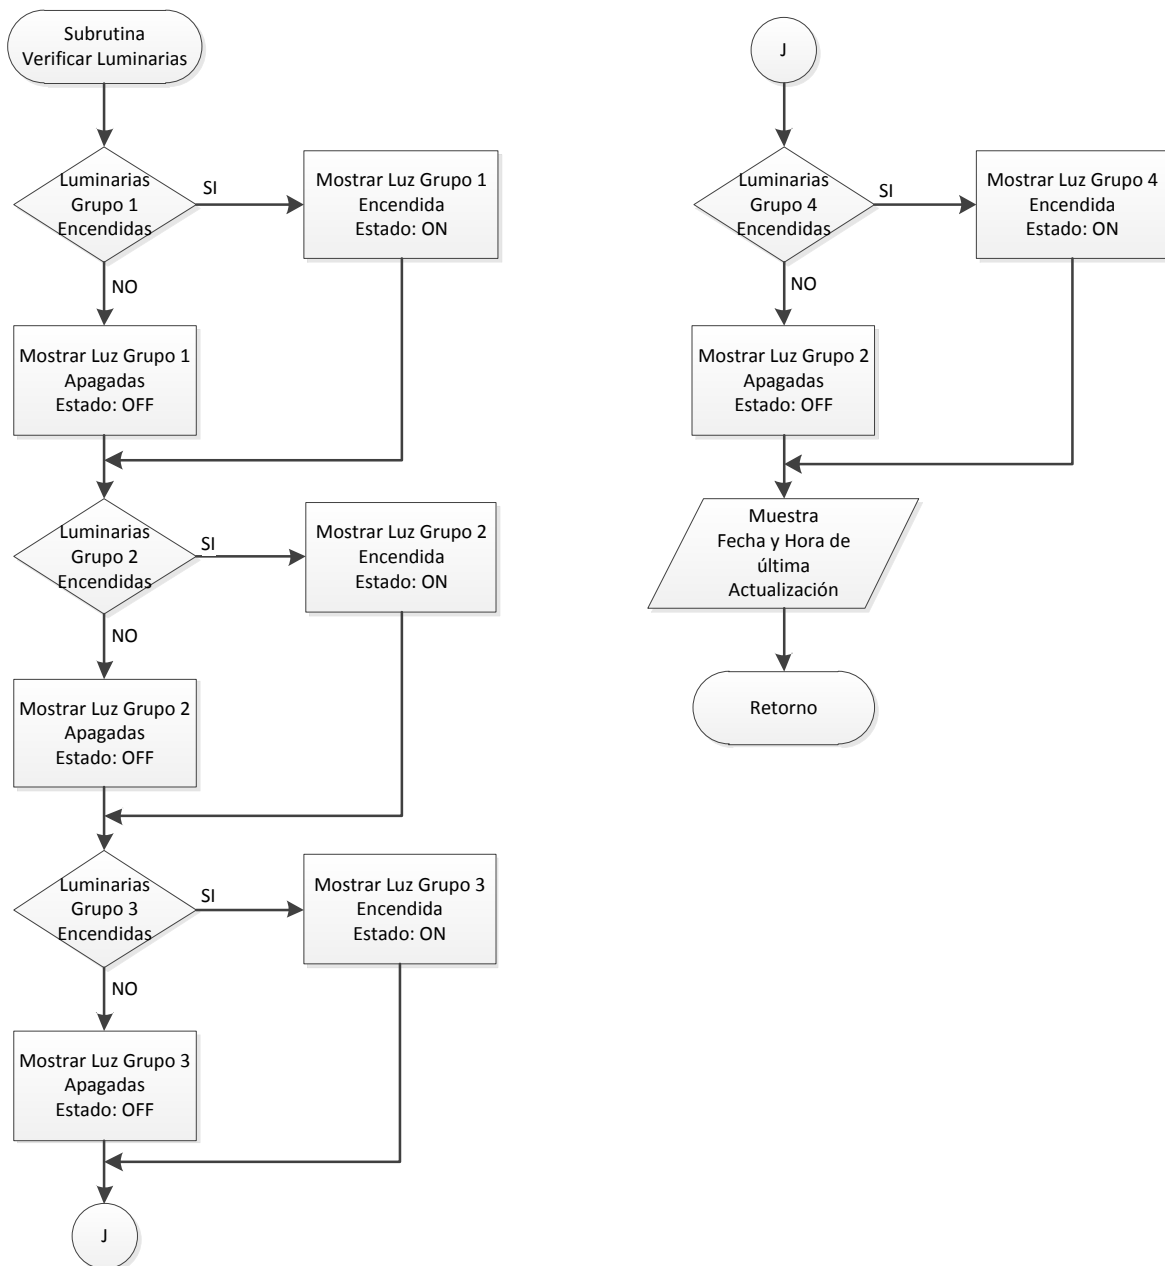 Subrutina
Verificar Luminarias
Luminarias
Grupo 1
Encendidas
SI
Mostrar Luz Grupo 1
Encendida
Estado: ON
NO
Mostrar Luz Grupo 1
Apagadas
Estado: OFF
Luminarias
Grupo 2
Encendidas
SI
Mostrar Luz Grupo 2
Encendida
Estado: ON
NO
Mostrar Luz Grupo 2
Apagadas
Estado: OFF
Luminarias
Grupo 3
Encendidas
SI
Mostrar Luz Grupo 3
Encendida
Estado: ON
NO
Mostrar Luz Grupo 3
Apagadas
Estado: OFF
J
J
Luminarias
Grupo 4
Encendidas
SI
Mostrar Luz Grupo 4
Encendida
Estado: ON
NO
Mostrar Luz Grupo 2
Apagadas
Estado: OFF
Muestra
Fecha y Hora de
última
Actualización
Retorno